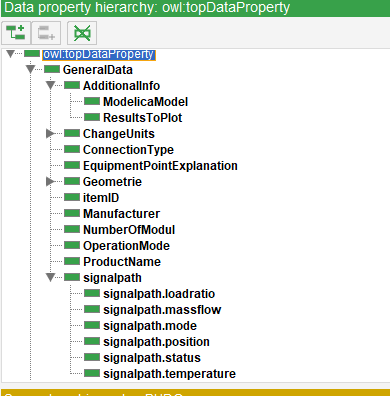 Data property hierarchy: owl:topDataProperty
owl:topDataProperty
GeneralData
AdditionalInfo
ModelicaModel
ResultsToPlot
ChangeUnits
ConnectionType
EquipmentPointExplanation
Geometrie
itemID
Manufacturer
NumberOfModul
OperationMode
ProductName
signalpath
signalpath.loadratio
signalpath.massflow
signalpath.mode
signalpath.position
signalpath.status
signalpath.temperature